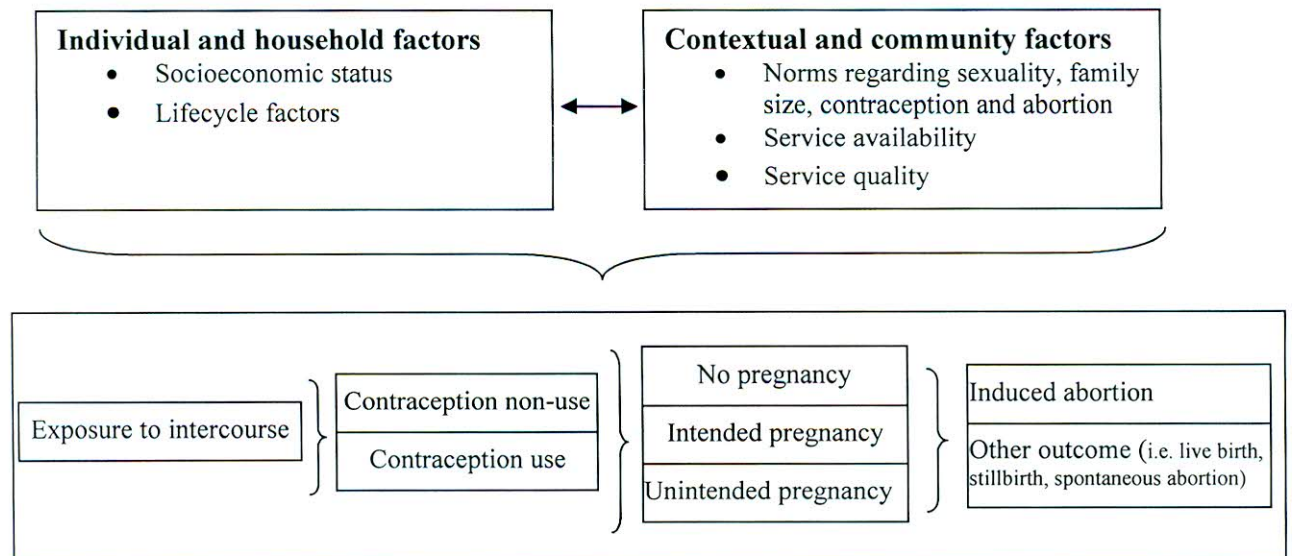 Individual and household factors
• Socioeconomic status
• Lifecycle factors
Contextual and community factors
• Norms regarding sexuality, family
size, contraception and abortion
• Service availability
• Service quality
Exposure to intercourse
Contraception non-use
Contraception use
No pregnancy
Intended pregnancy
Unintended pregnancy
Induced abortion
Other outcome (i.e. live birth,
stillbirth, spontaneous abortion)